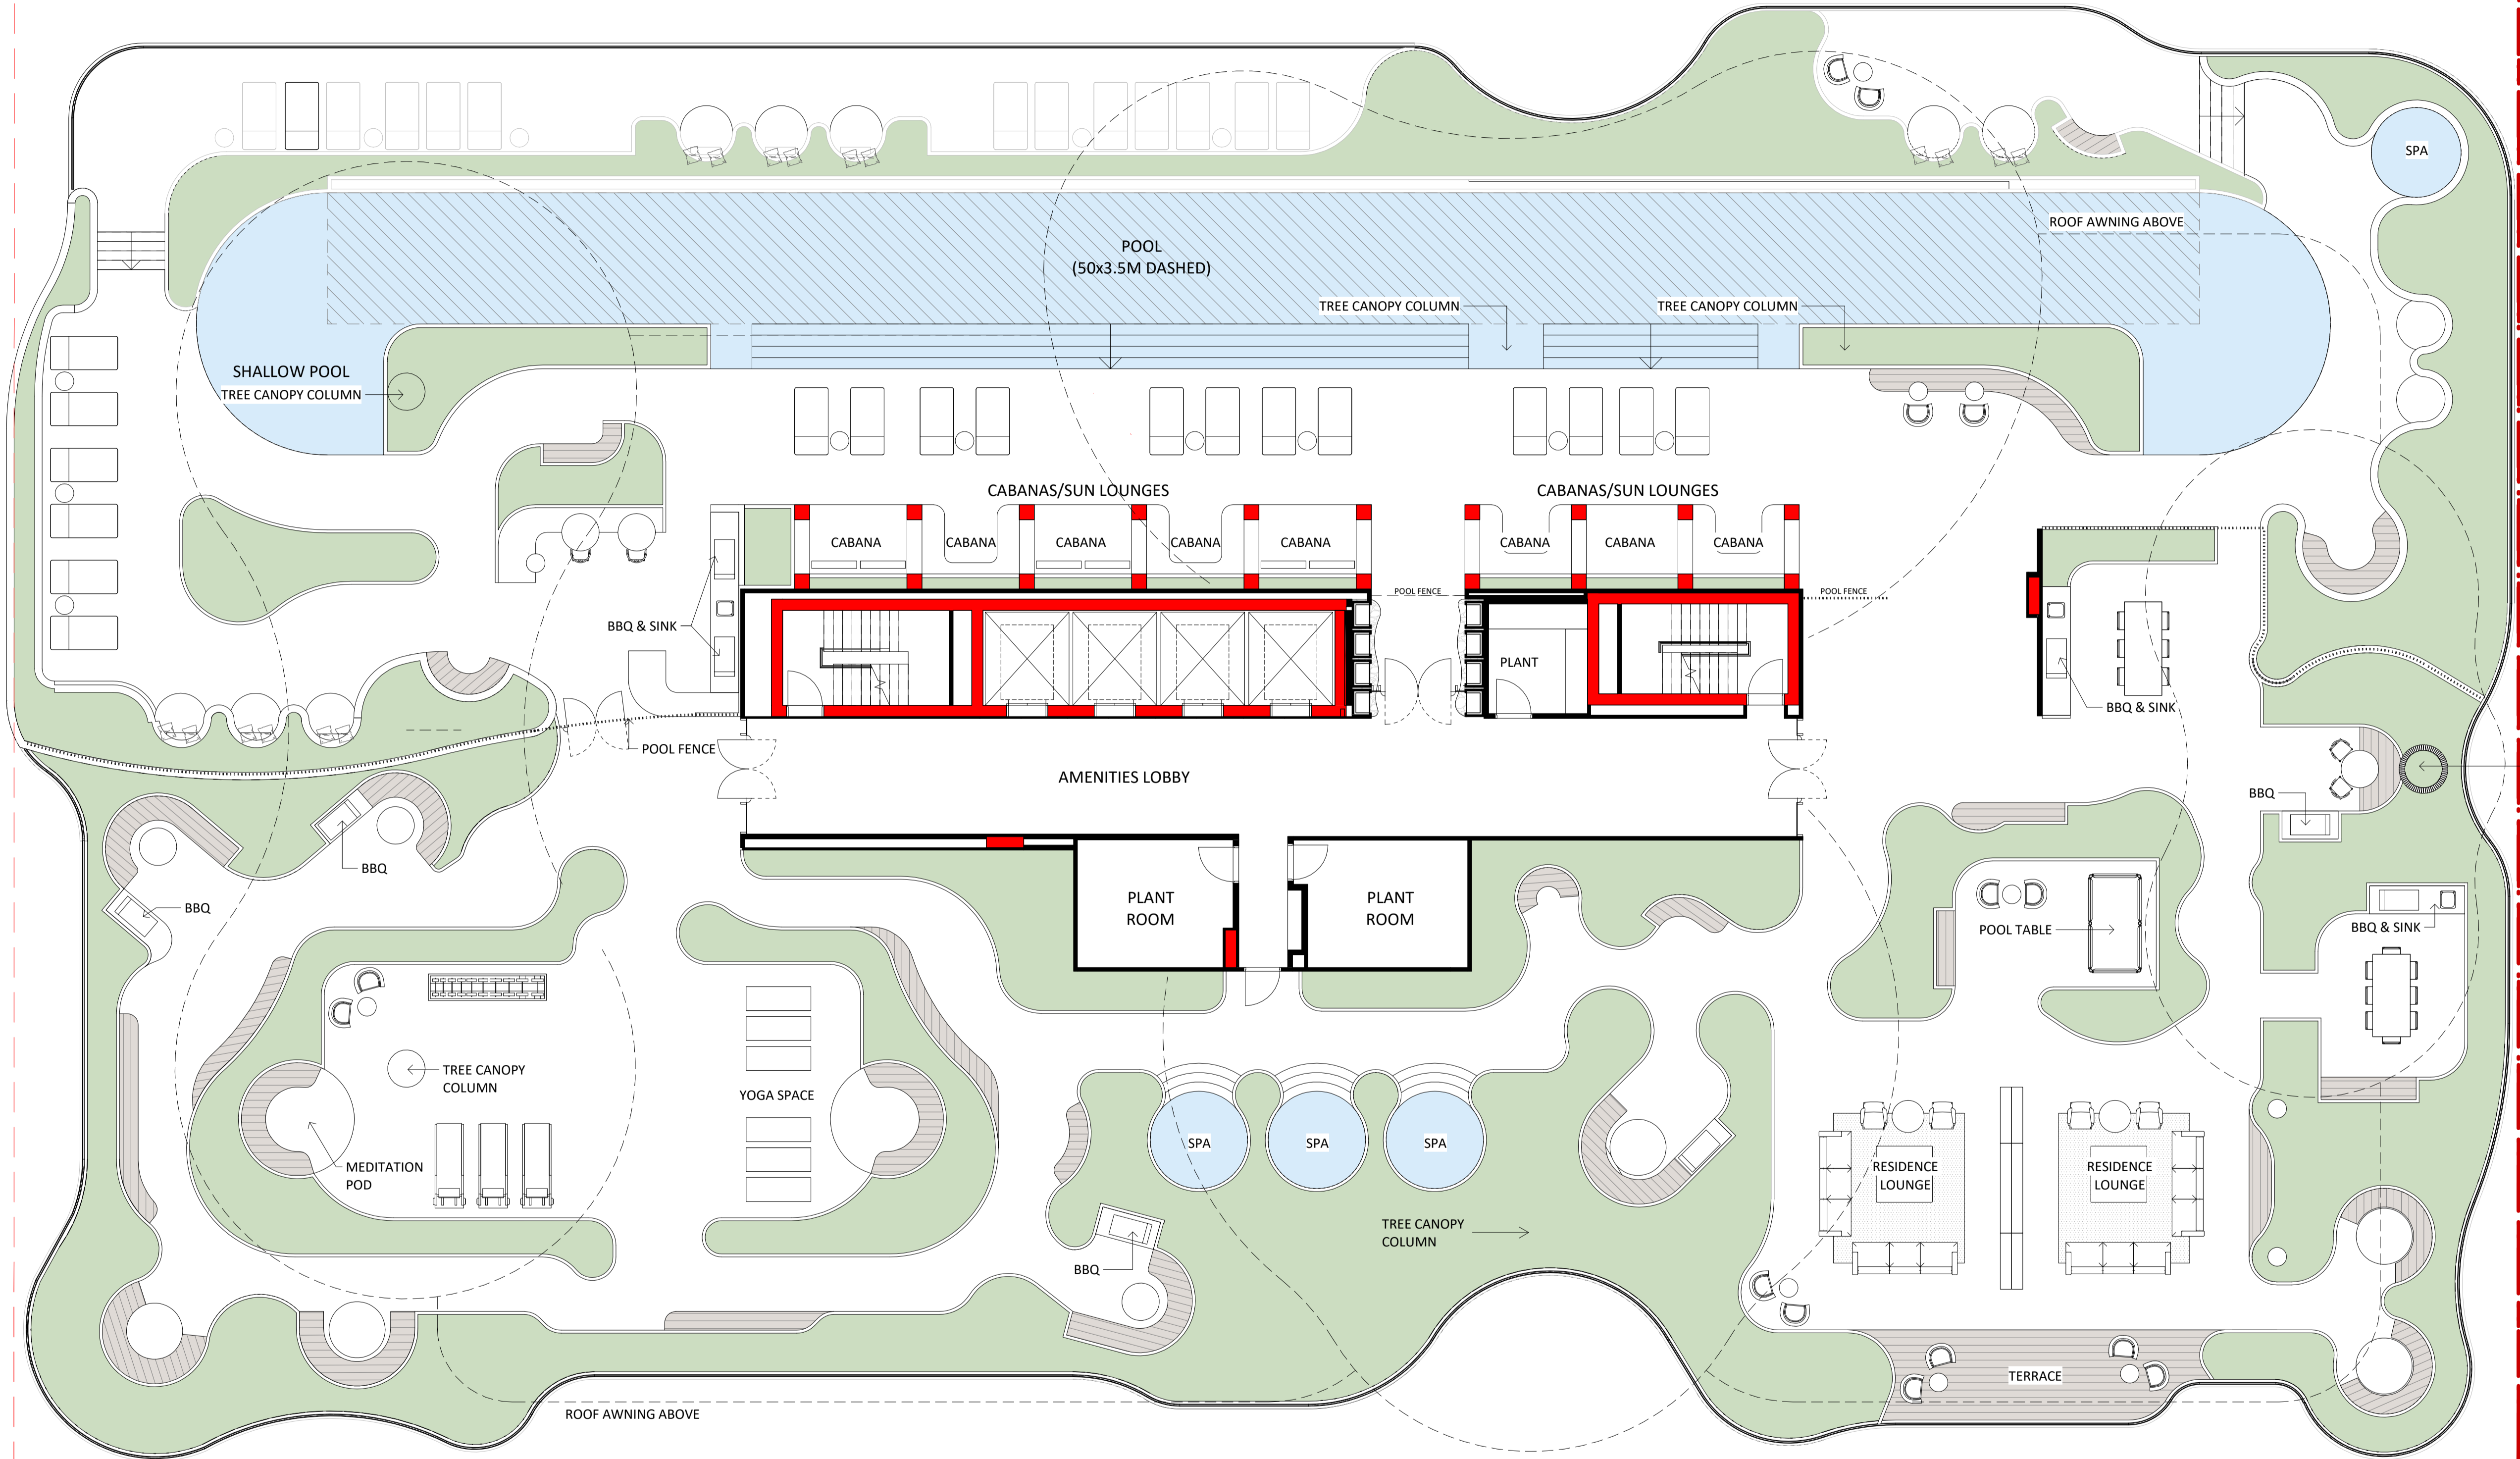 SPA
ROOF AWNING ABOVE
POOL
(50x3.5M DASHED)
TREE CANOPY COLUMN
TREE CANOPY COLUMN
SHALLOW POOL
TREE CANOPY COLUMN
CABANAS/SUN LOUNGES
CABANAS/SUN LOUNGES
CABANA
CABANA
CABANA
CABANA
CABANA
CABANA
CABANA
CABANA
POOL FENCE
POOL FENCE
BBQ & SINK
PLANT
BBQ & SINK
POOL FENCE
AMENITIES LOBBY
BBQ
BBQ
BBQ
PLANT
ROOM
PLANT
ROOM
POOL TABLE
BBQ & SINK
TREE CANOPY
COLUMN
YOGA SPACE
MEDITATION
POD
SPA
SPA
SPA
RESIDENCE
LOUNGE
RESIDENCE
LOUNGE
TREE CANOPY
COLUMN
BBQ
TERRACE
ROOF AWNING ABOVE